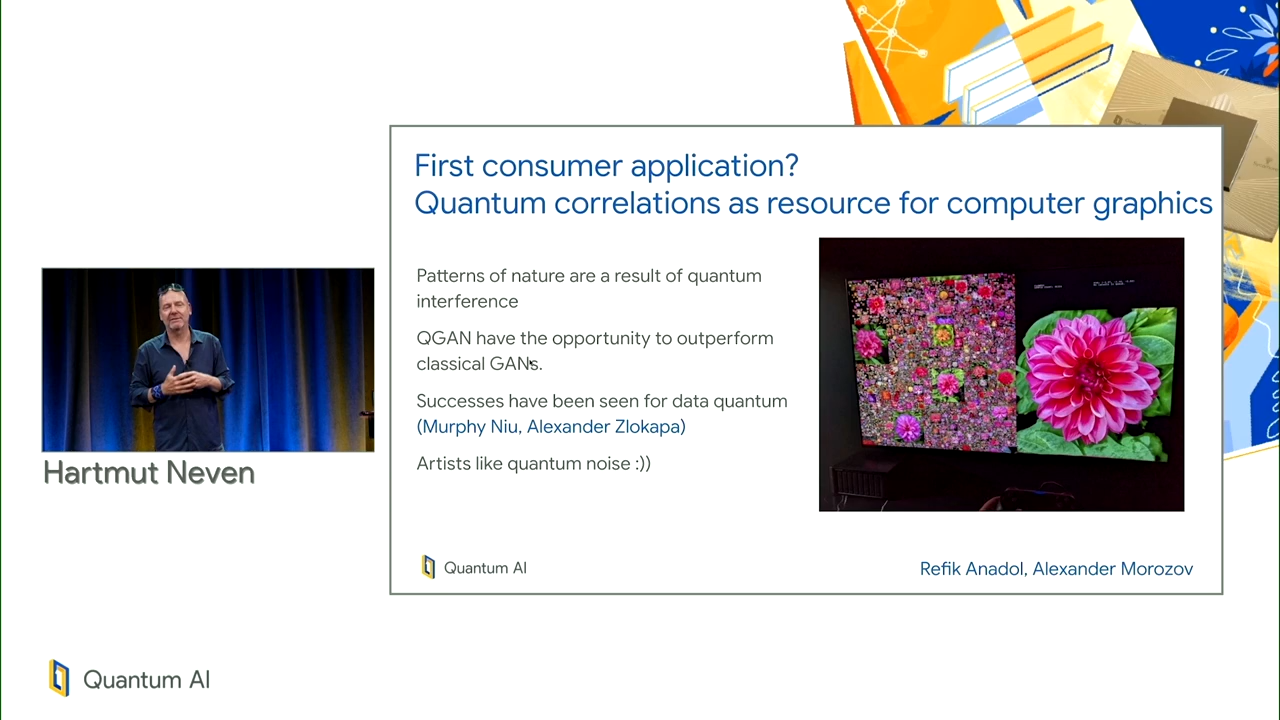 First consumer application?
Quantum correlations as resource for computer graphics
Patterns of nature are a result of quantum
interference
QGAN have the opportunity to outperform
classical GANs.
Successes have been seen for data quantum
(Murphy Niu, Alexander Zlokapa)
Artists like quantum noise :))
Quantum AI
Refik Anadol, Alexander Morozov
Hartmut Neven
Quantum AI